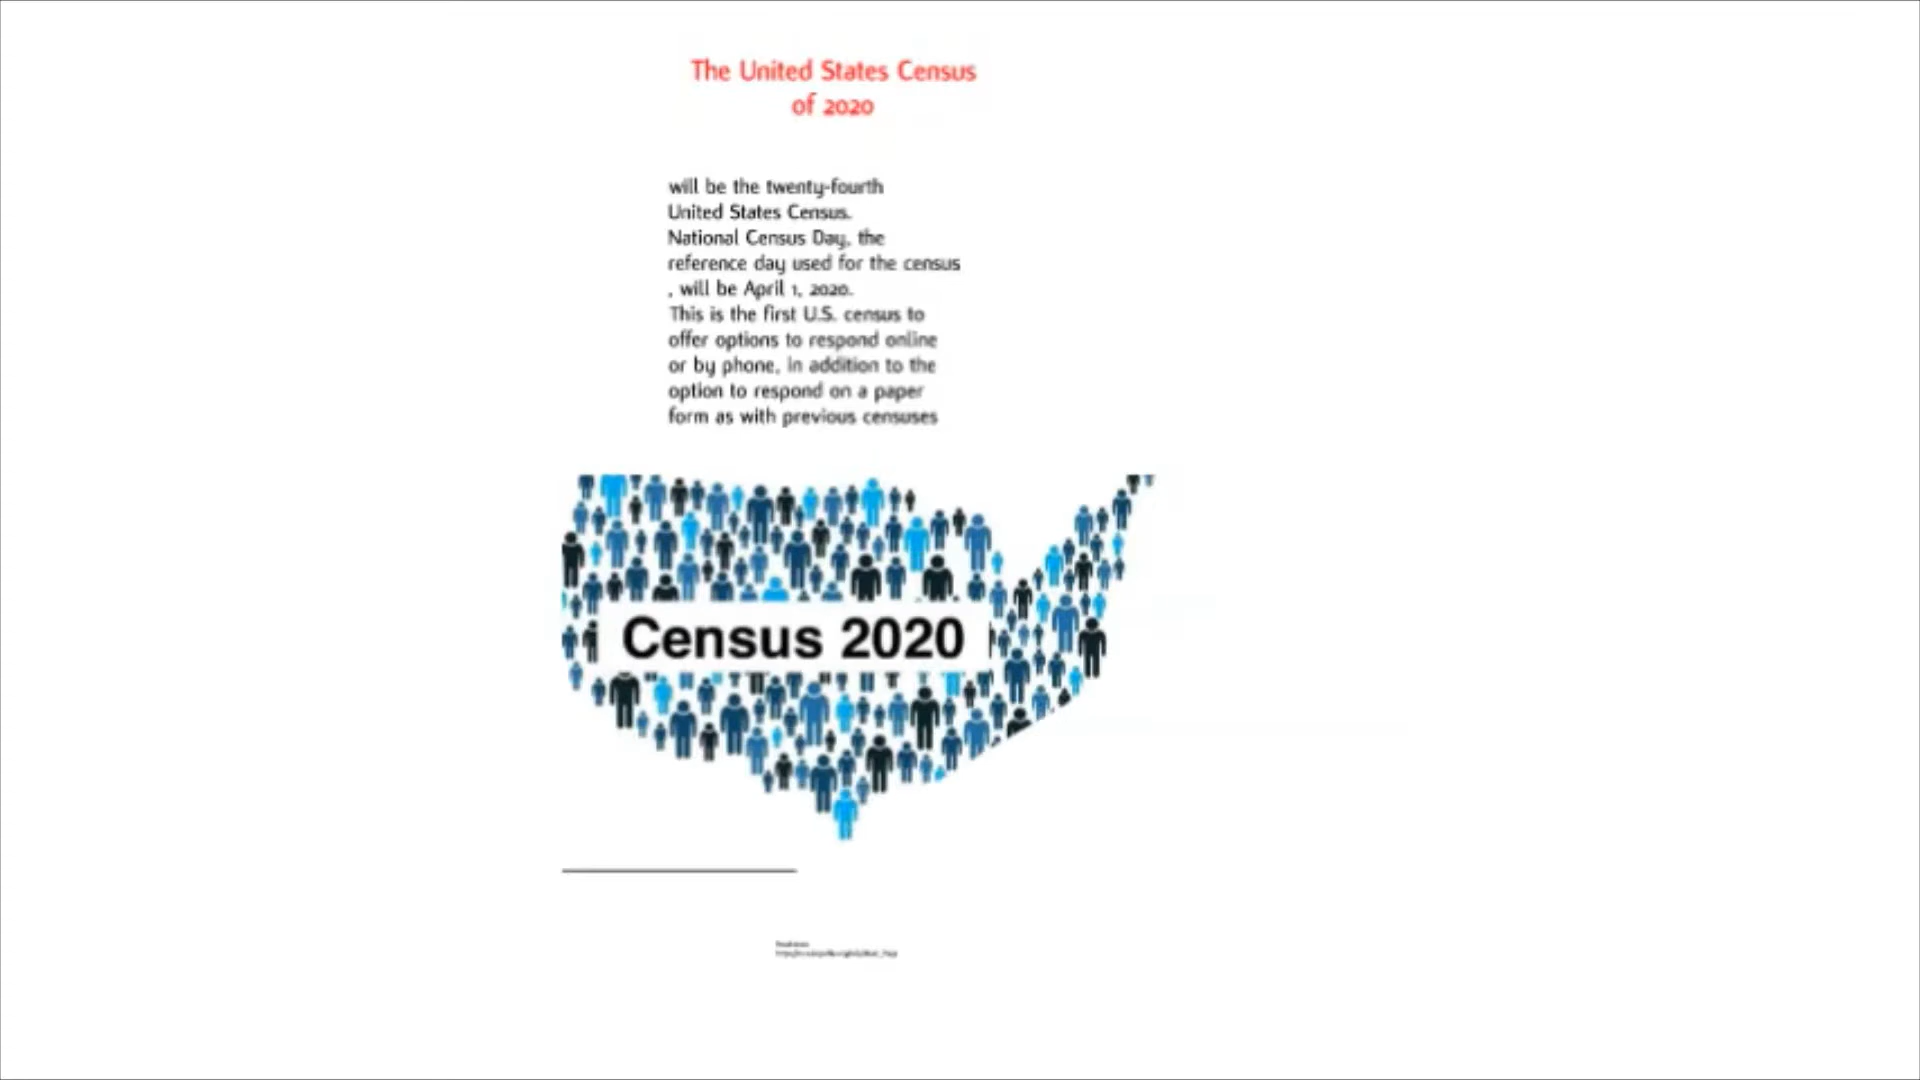 The United States Census
of 2020
will be the twenty-fourth
United States Census.
National Census Day, the
reference day used for the census
, will be April 1, 2020.
This is the first U.S. census to
offer options to respond online
or by phone, in addition to the
option to respond on a paper
form as with previous censuses
Census 2020